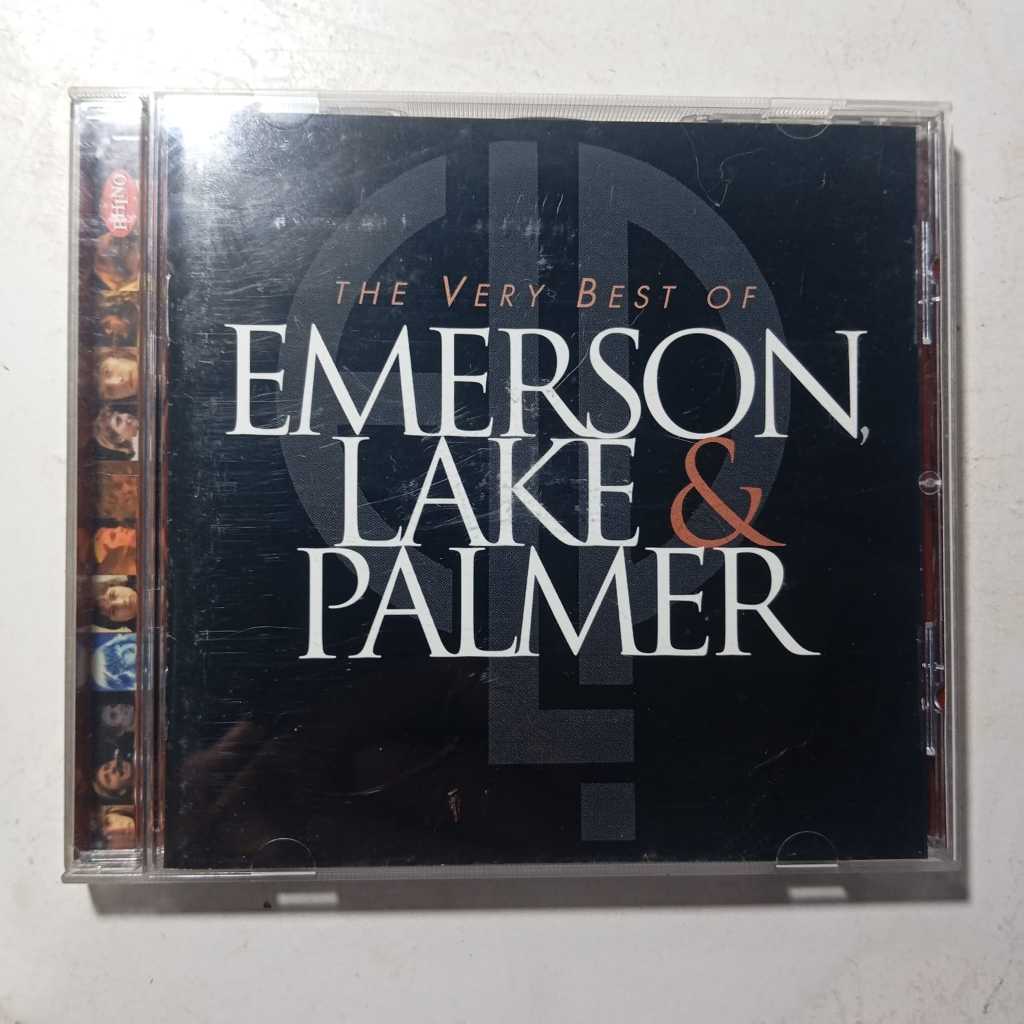 RHINO
THE VERY BEST OF
EMERSON,
LAKE &
PALMER